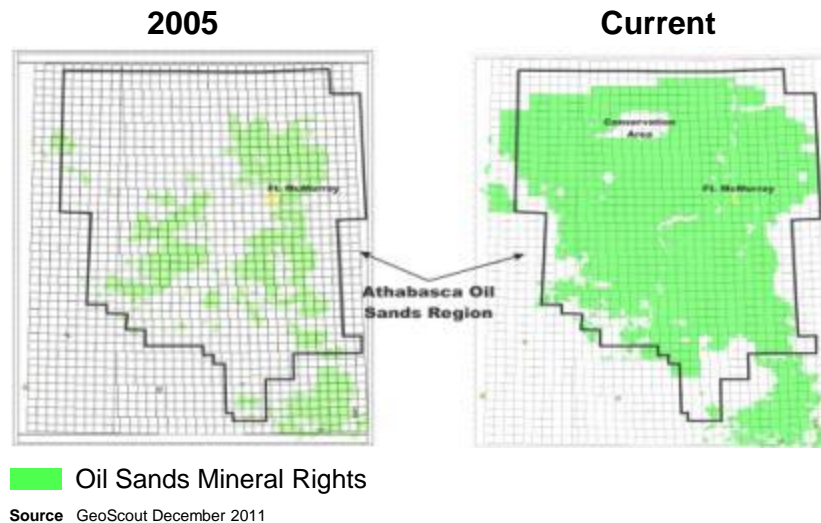 2005
Current
Conservation
Area
Ft. McMurray
Ft. McMurray
Athabasca Oil
Sands Region
Oil Sands Mineral Rights
Source GeoScout December 2011